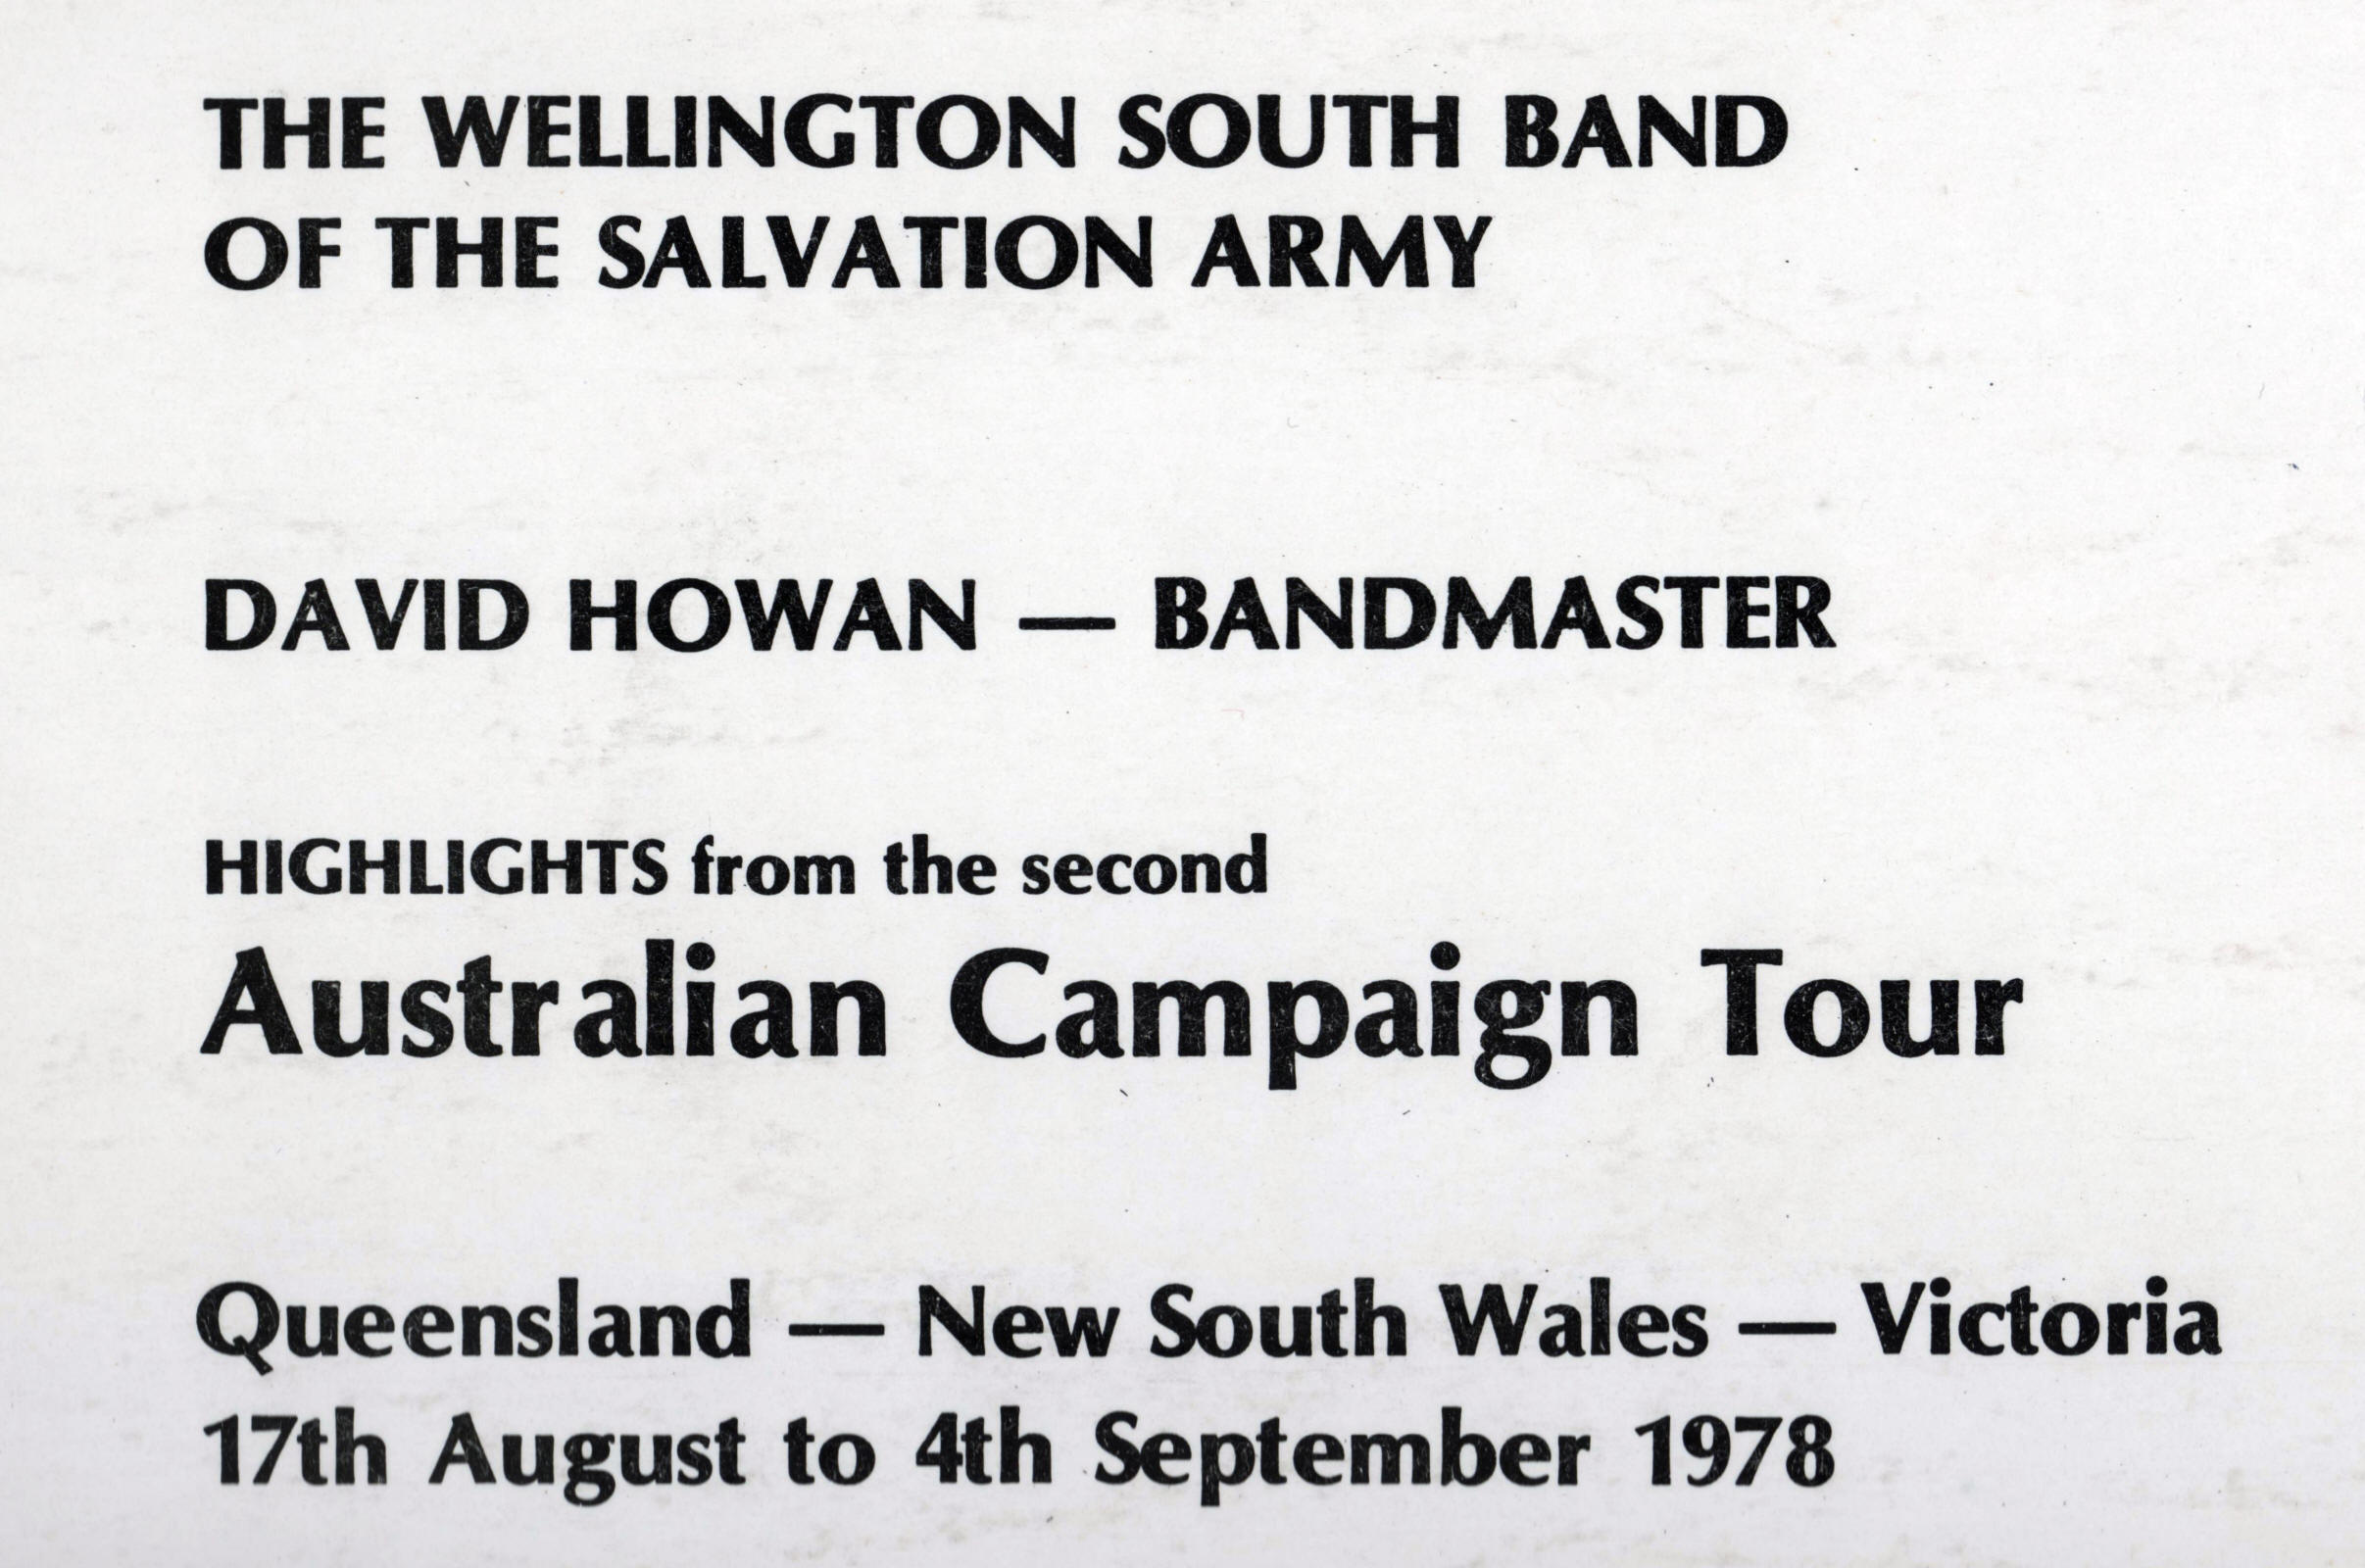 THE WELLINGTON SOUTH BAND
OF THE SALVATION ARMY
DAVID HOWAN — BANDMASTER
HIGHLIGHTS from the second
Australian Campaign Tour
Queensland — New South Wales — Victoria
17th August to 4th September 1978